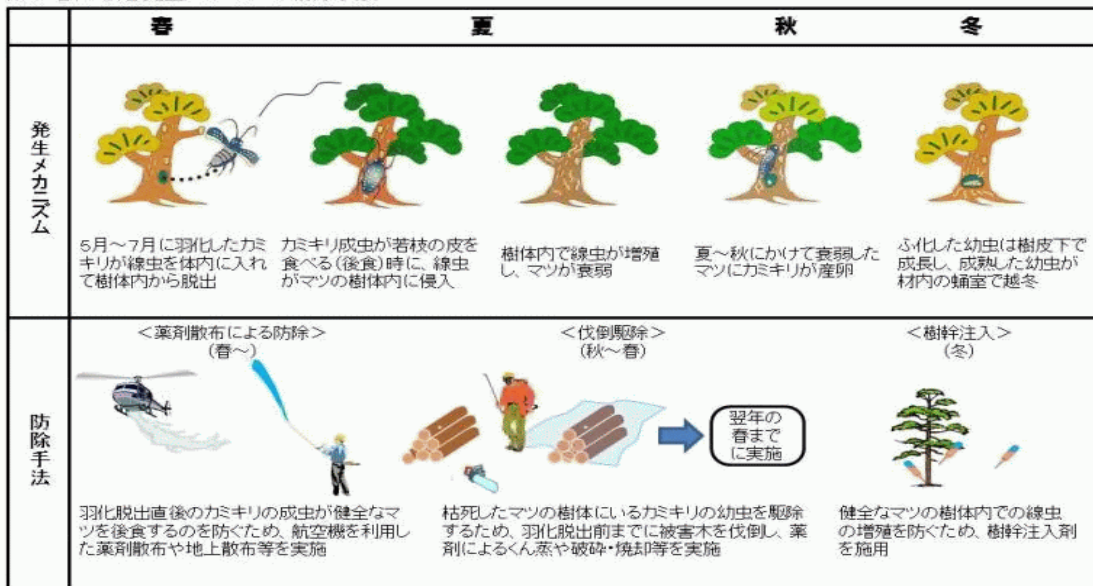 春
夏
秋
冬
発生メカニズム
5月～7月に羽化したカミ
キリが線虫を体内に入れ
て樹体内から脱出
カミキリ成虫が若枝の皮を
食べる(後食)時に、線虫
がマツの樹体内に侵入
樹体内で線虫が増殖
し、マツが衰弱
夏～秋にかけて衰弱した
マツにカミキリが産卵
ふ化した幼虫は樹皮下で
成長し、成熟した幼虫が
材内の蛹室で越冬
防除手法
＜薬剤散布による防除＞
(春～)
羽化脱出直後のカミキリの成虫が健全なマ
ツを後食するのを防ぐため、航空機を利用し
た薬剤散布や地上散布等を実施
＜伐倒駆除＞
(秋～春)
翌年の
春まで
に実施
枯死したマツの樹体にいるカミキリの幼虫を駆除
するため、羽化脱出前までに被害木を伐倒し、薬
剤によるくん蒸や破砕・焼却等を実施
＜樹幹注入＞
(冬)
健全なマツの樹体内での線虫
の増殖を防ぐため、樹幹注入剤
を施用